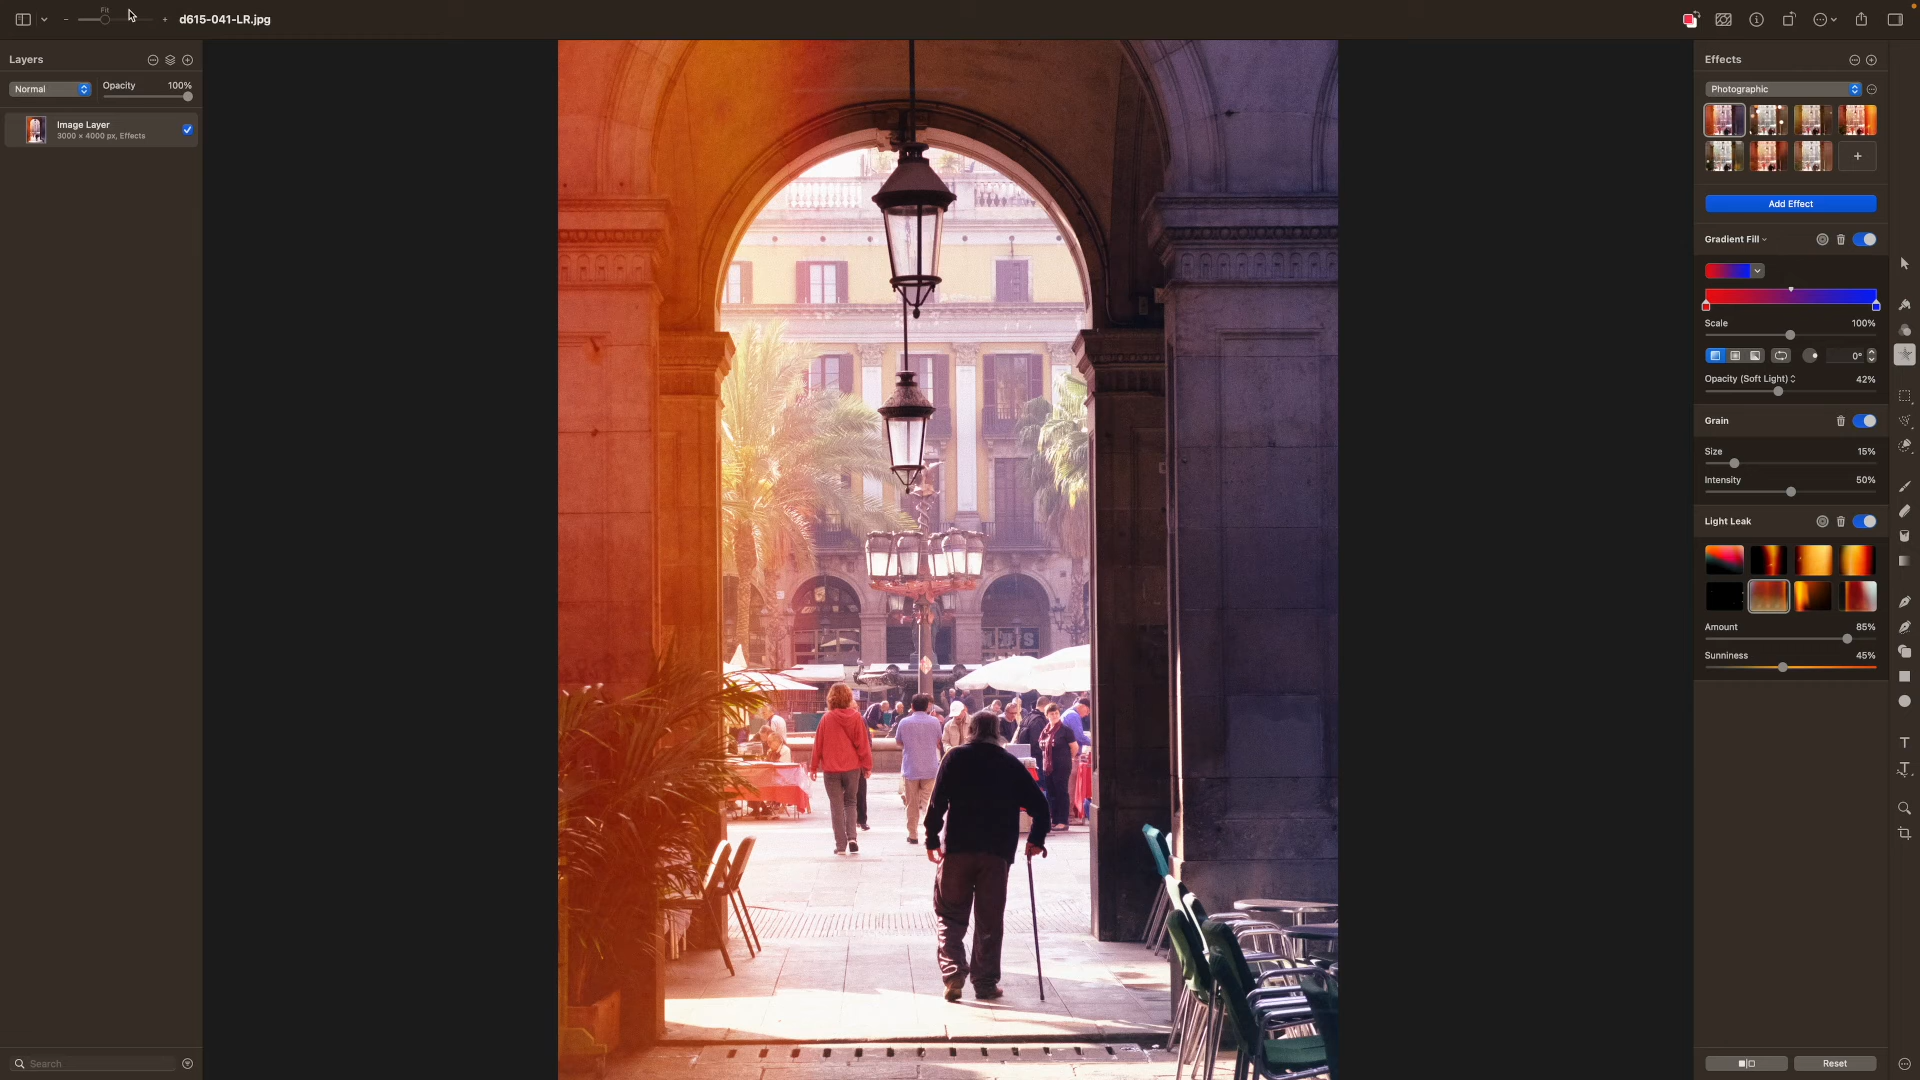 Fit
d615-041-LR.jpg
Layers
Normal
Opacity 100%
Image Layer
3000 × 4000 px, Effects
Search
Effects
Photographic
Add Effect
Gradient Fill
Scale 100%
0°
Opacity (Soft Light) 42%
Grain
Size 15%
Intensity 50%
Light Leak
Amount 85%
Sunniness 45%
Reset